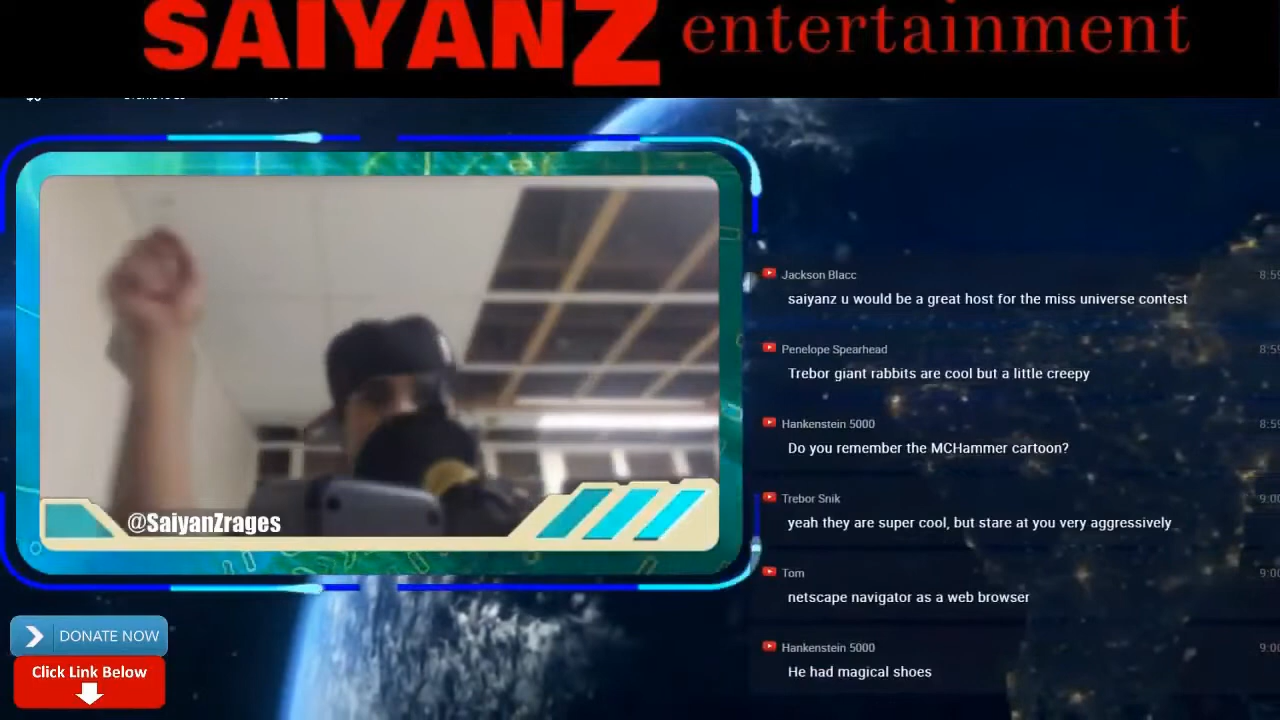 SAIYANZ entertainment
Jackson Blacc
saiyanz u would be a great host for the miss universe contest
Penelope Spearhead
Trebor giant rabbits are cool but a little creepy
Hankenstein 5000
Do you remember the MCHammer cartoon?
Trebor Snik
yeah they are super cool, but stare at you very aggressively
Tom
netscape navigator as a web browser
Hankenstein 5000
He had magical shoes
@SaiyanZrages
DONATE NOW
Click Link Below